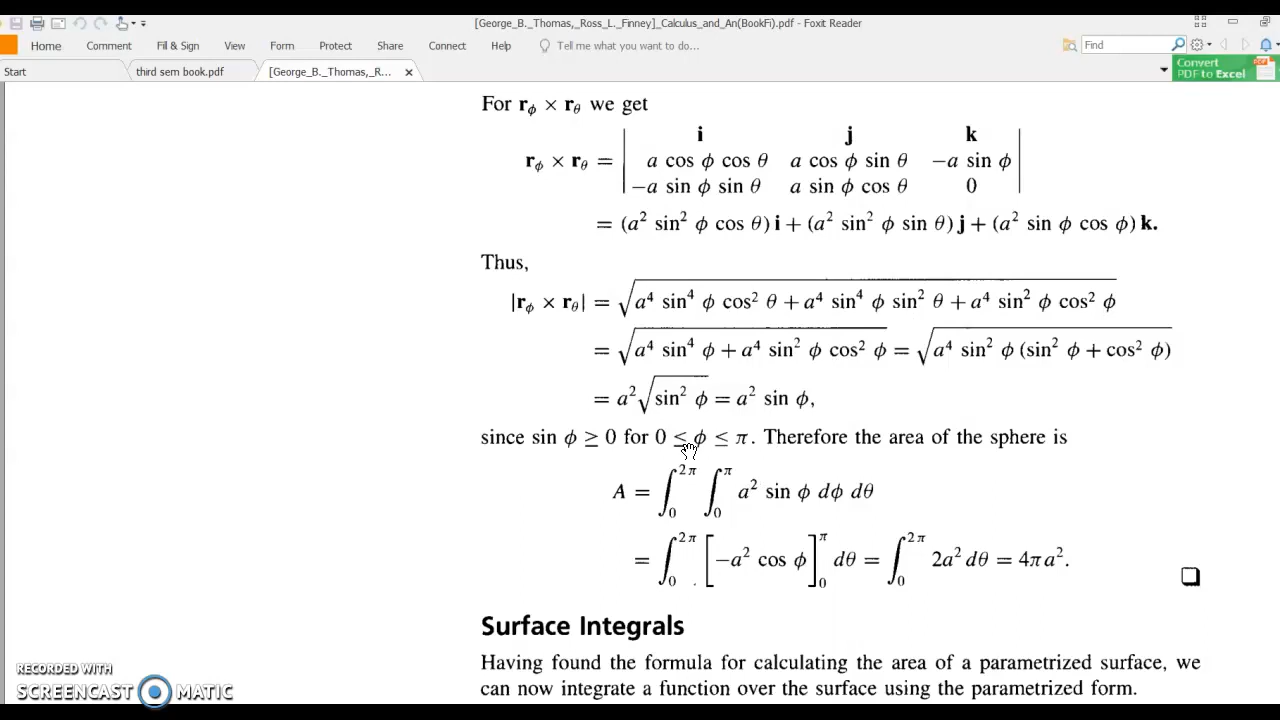 [George_B._Thomas,_Ross_L._Finney]_Calculus_and_An(BookFi).pdf - Foxit Reader
Home Comment Fill & Sign View Form Protect Share Connect Help Tell me what you want to do... Find
Start third sem book.pdf [George_B._Thomas,_R... Convert PDF to Excel
For r_ϕ × r_θ we get
i j k
r_ϕ × r_θ = | a cos ϕ cos θ a cos ϕ sin θ −a sin ϕ |
| −a sin ϕ sin θ a sin ϕ cos θ 0 |
= (a² sin² ϕ cos θ) i + (a² sin² ϕ sin θ) j + (a² sin ϕ cos ϕ) k.
Thus,
|r_ϕ × r_θ| = √(a⁴ sin⁴ ϕ cos² θ + a⁴ sin⁴ ϕ sin² θ + a⁴ sin² ϕ cos² ϕ)
= √(a⁴ sin⁴ ϕ + a⁴ sin² ϕ cos² ϕ) = √(a⁴ sin² ϕ (sin² ϕ + cos² ϕ))
= a²√(sin² ϕ) = a² sin ϕ,
since sin ϕ ≥ 0 for 0 ≤ ϕ ≤ π. Therefore the area of the sphere is
A = ∫₀^{2π} ∫₀^{π} a² sin ϕ dϕ dθ
= ∫₀^{2π} [−a² cos ϕ]₀^{π} dθ = ∫₀^{2π} 2a² dθ = 4πa².
Surface Integrals
Having found the formula for calculating the area of a parametrized surface, we
can now integrate a function over the surface using the parametrized form.
RECORDED WITH
SCREENCAST MATIC